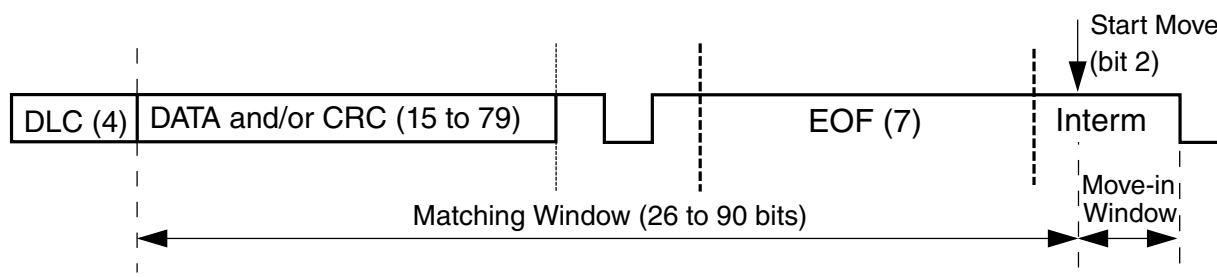 Start Move
(bit 2)
DLC (4)
DATA and/or CRC (15 to 79)
EOF (7)
Interm
Matching Window (26 to 90 bits)
Move-in
Window